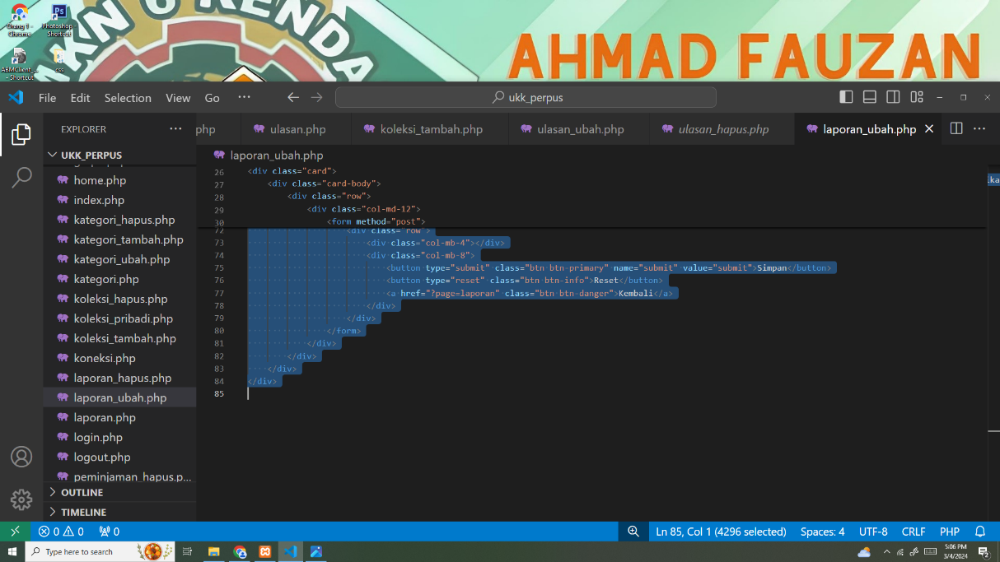 AHMAD FAUZAN
Orang 1 -
Chrome
Photoshop -
Shortcut
ABMClient_...
- Shortcut
css
File Edit Selection View Go ···
ukk_perpus
EXPLORER ···
php
ulasan.php
koleksi_tambah.php
ulasan_ubah.php
ulasan_hapus.php
laporan_ubah.php
UKK_PERPUS
home.php
index.php
kategori_hapus.php
kategori_tambah.php
kategori_ubah.php
kategori.php
koleksi_hapus.php
koleksi_pribadi.php
koleksi_tambah.php
koneksi.php
laporan_hapus.php
laporan_ubah.php
laporan.php
login.php
logout.php
peminjaman_hapus.p...
OUTLINE
TIMELINE
laporan_ubah.php
26 <div class="card">
27 <div class="card-body">
28 <div class="row">
29 <div class="col-md-12">
30 <form method="post">
72 <div class="row">
73 <div class="col-mb-4"></div>
74 <div class="col-mb-8">
75 <button type="submit" class="btn btn-primary" name="submit" value="submit">Simpan</button>
76 <button type="reset" class="btn btn-info">Reset</button>
77 <a href="?page=laporan" class="btn btn-danger">Kembali</a>
78 </div>
79 </div>
80 </form>
81 </div>
82 </div>
83 </div>
84 </div>
85
0 0 0
Ln 85, Col 1 (4296 selected) Spaces: 4 UTF-8 CRLF PHP
Type here to search
5:06 PM
3/4/2024
2